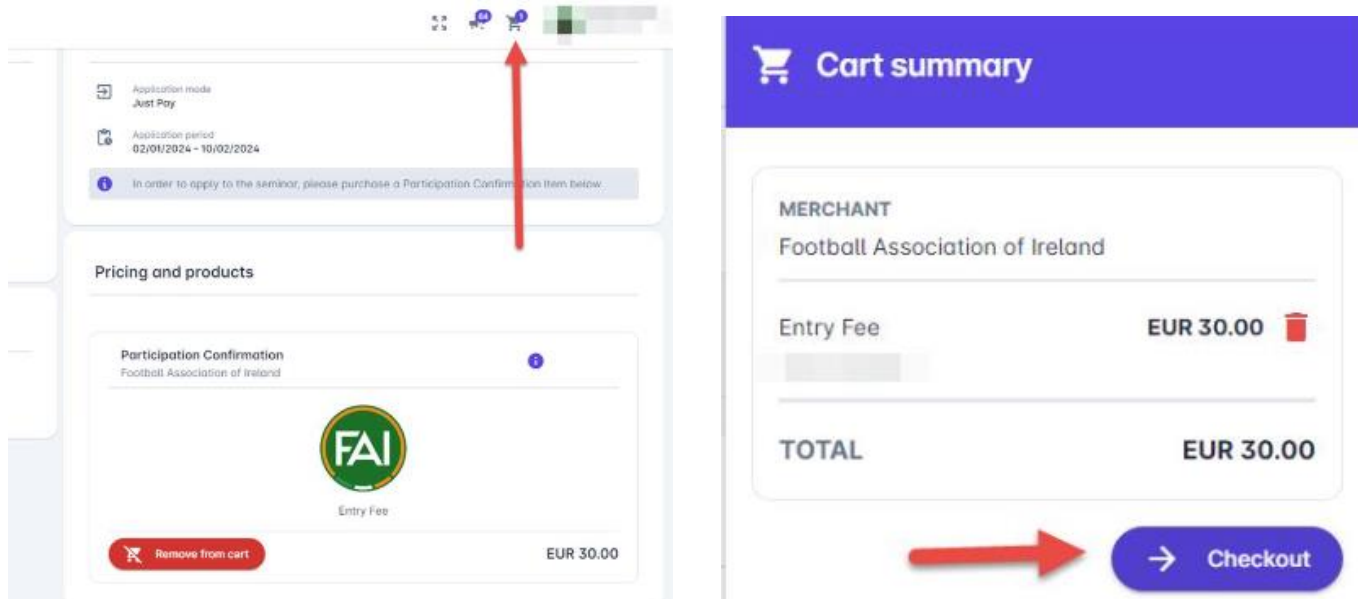 64
1
Application mode
Just Pay
Application period
02/01/2024 - 10/02/2024
In order to apply to the seminar, please purchase a Participation Confirmation item below
Pricing and products
Participation Confirmation
Football Association of Ireland
FAI
Entry Fee
Remove from cart
EUR 30.00
Cart summary
MERCHANT
Football Association of Ireland
Entry Fee
EUR 30.00
TOTAL
EUR 30.00
Checkout